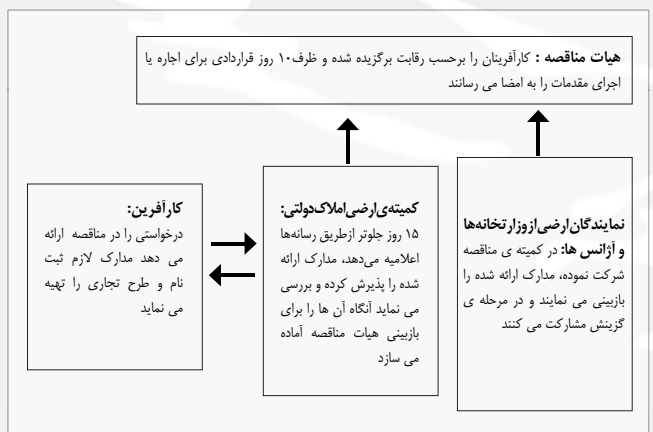 هیات مناقصه : کارآفرینان را برحسب رقابت برگزیده شده و ظرف۱۰ روز قراردادی برای اجاره یا
اجرای مقدمات را به امضا می رسانند
نمایندگان ارضی از وزارتخانه‌ها
و آژانس ها: در کمیته ی مناقصه
شرکت نموده، مدارک ارائه شده را
بازبینی می نمایند و در مرحله ی
گزینش مشارکت می کنند
کمیته‌ی ارضی املاک دولتی:
۱۵ روز جلوتر ازطریق رسانه‌ها
اعلامیه می‌دهد، مدارک ارائه
شده را پذیرش کرده و بررسی
می نماید آنگاه آن ها را برای
بازبینی هیات مناقصه آماده
می سازد
کارآفرین:
درخواستی را در مناقصه ارائه
می دهد مدارک لازم ثبت
نام و طرح تجاری را تهیه
می نماید